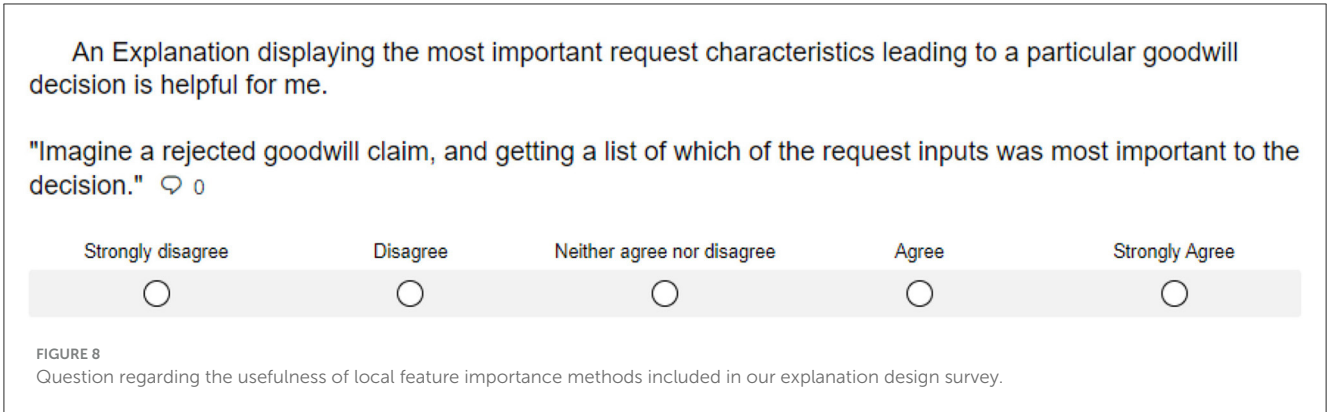 An Explanation displaying the most important request characteristics leading to a particular goodwill
decision is helpful for me.
"Imagine a rejected goodwill claim, and getting a list of which of the request inputs was most important to the
decision." 0
Strongly disagree Disagree Neither agree nor disagree Agree Strongly Agree
FIGURE 8
Question regarding the usefulness of local feature importance methods included in our explanation design survey.